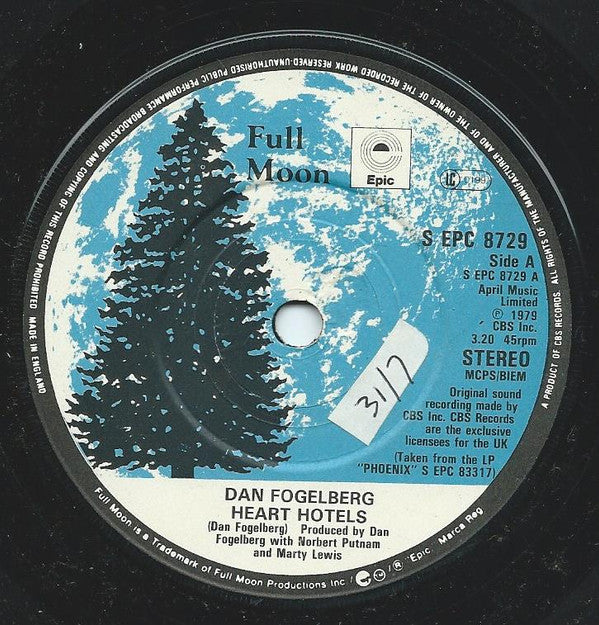 Full
Moon
Epic
LC
S EPC 8729
Side A
S EPC 8729 A
April Music
Limited
℗ 1979
CBS Inc.
3.20 45rpm
STEREO
MCPS/BIEM
Original sound
recording made by
CBS Inc. CBS Records
are the exclusive
licensees for the UK
(Taken from the LP
"PHOENIX" S EPC 83317)
31/7
DAN FOGELBERG
HEART HOTELS
(Dan Fogelberg) Produced by Dan
Fogelberg with Norbert Putnam
and Marty Lewis
A PRODUCT OF CBS RECORDS. ALL RIGHTS OF THE MANUFACTURER AND OF THE OWNER OF THE RECORDED WORK RESERVED-UNAUTHORISED PUBLIC PERFORMANCE BROADCASTING AND COPYING OF THIS RECORD PROHIBITED MADE IN ENGLAND
Full Moon is a Trademark of Full Moon Productions Inc / TM / ® 'Epic' Marca Reg